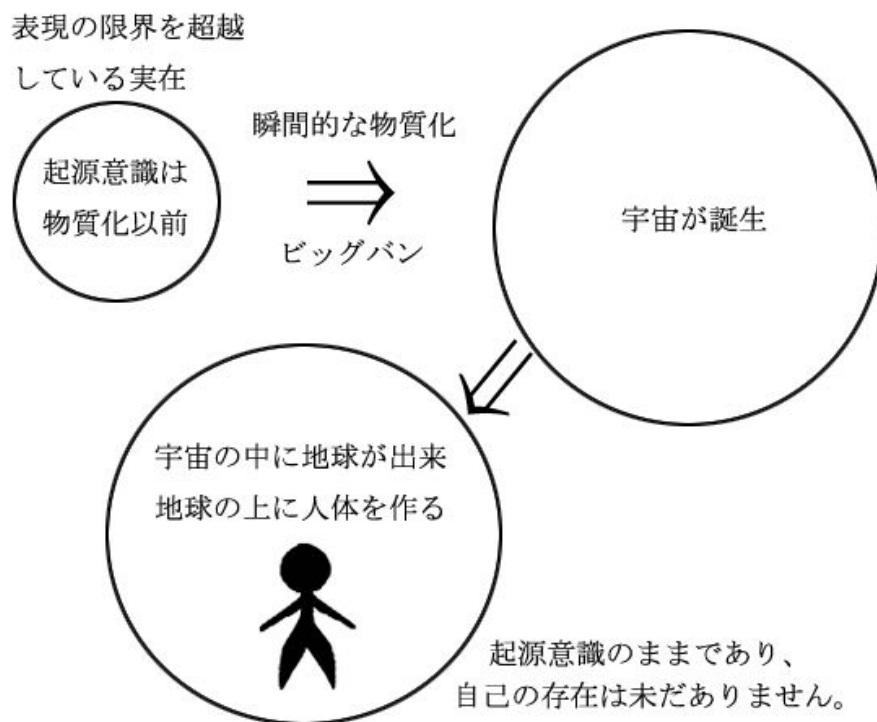 表現の限界を超越
している実在
起源意識は
物質化以前
瞬間的な物質化
ビッグバン
宇宙が誕生
宇宙の中に地球が出来
地球の上に人体を作る
起源意識のままであり、
自己の存在は未だありません。